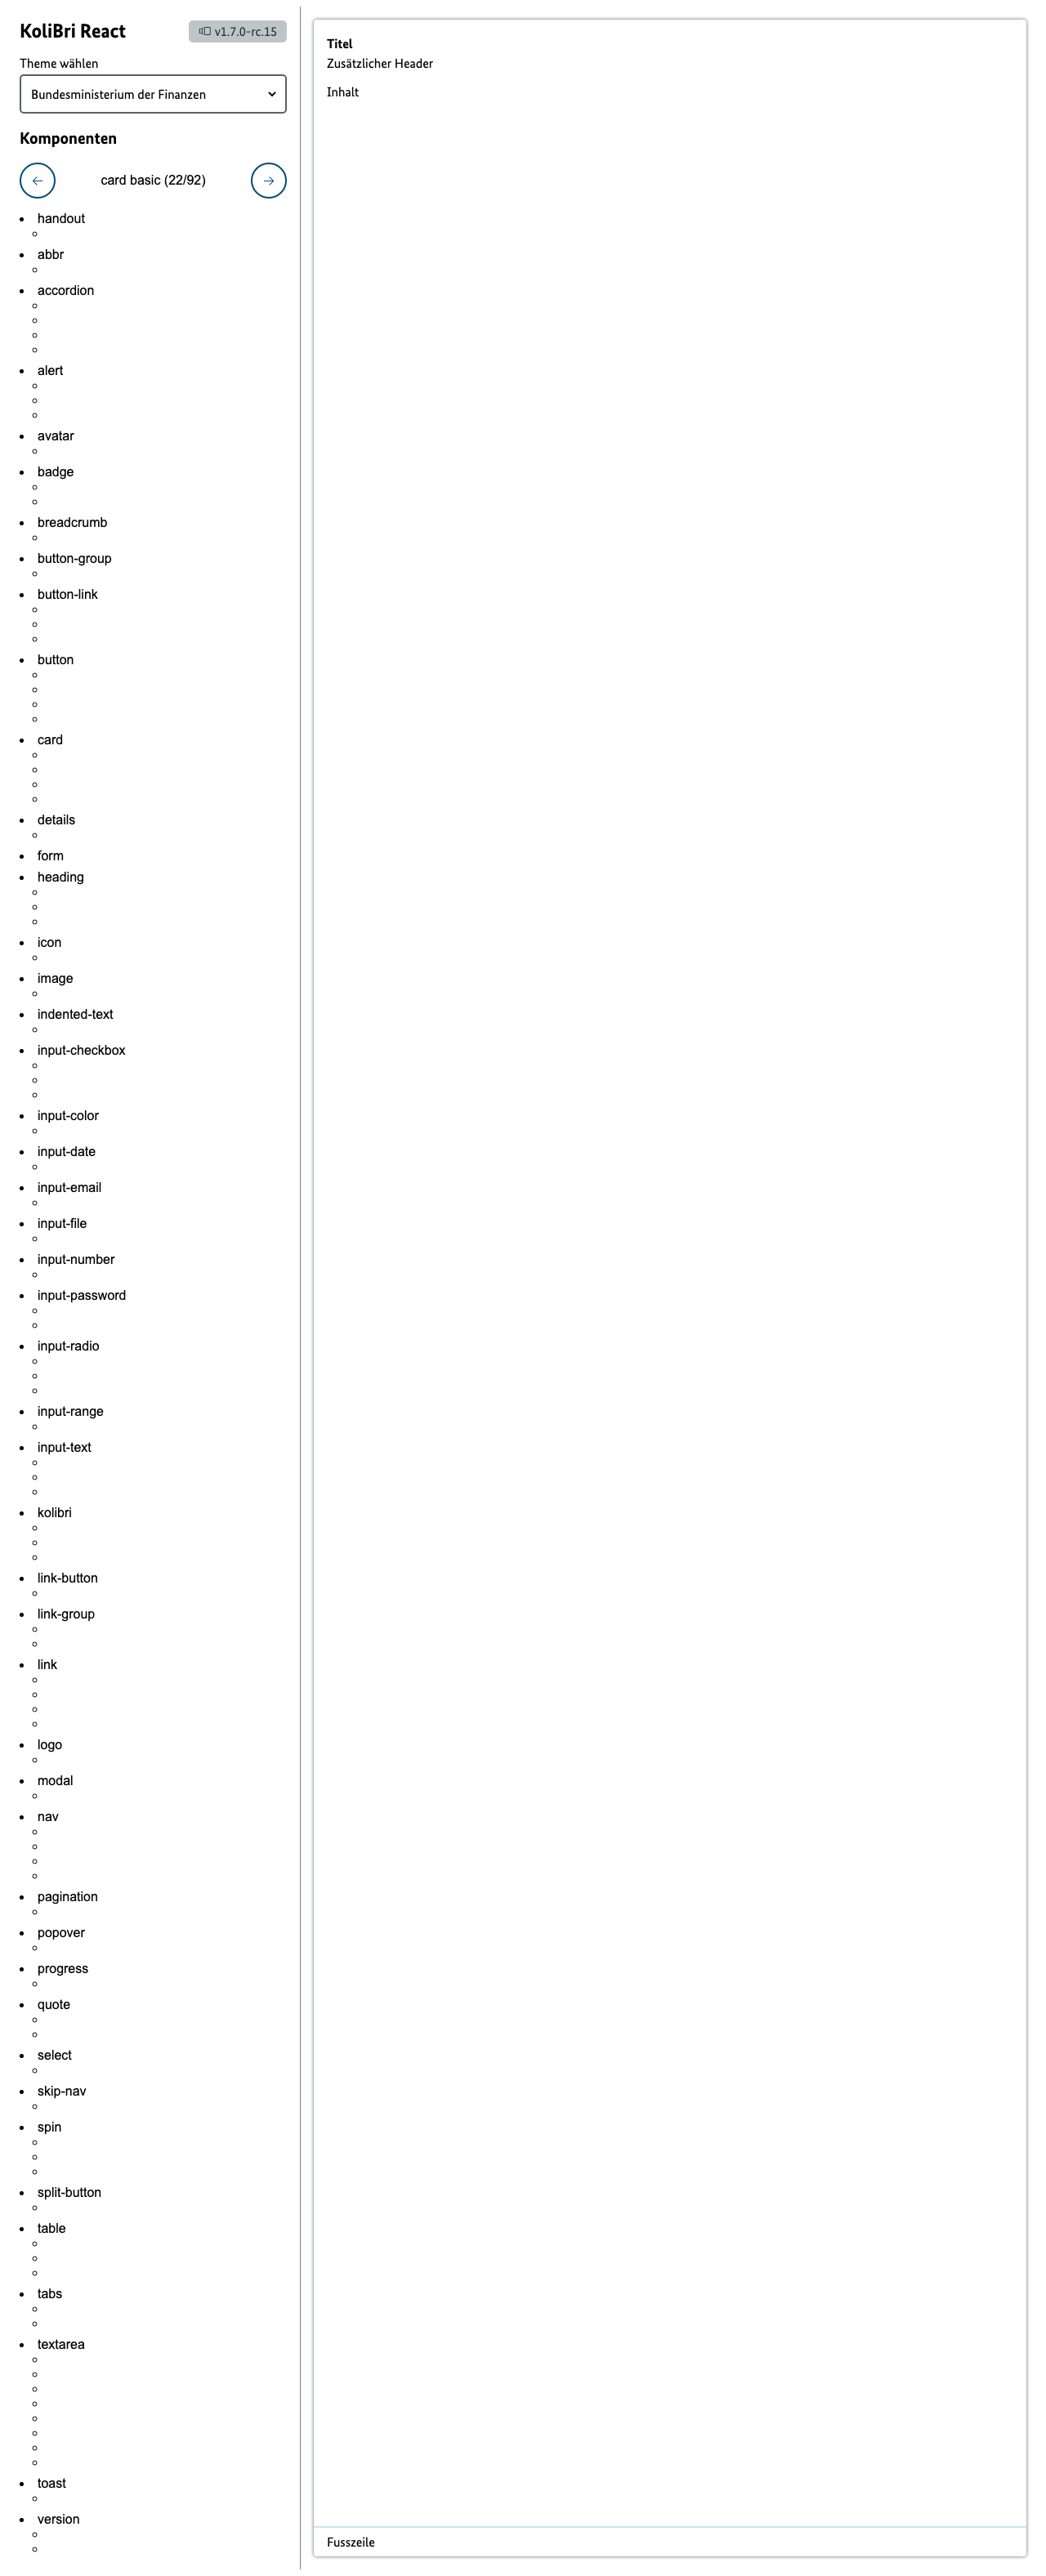 KoliBri React
v1.7.0-rc.15
Theme wählen
Bundesministerium der Finanzen
Komponenten
card basic (22/92)
handout
abbr
accordion
alert
avatar
badge
breadcrumb
button-group
button-link
button
card
details
form
heading
icon
image
indented-text
input-checkbox
input-color
input-date
input-email
input-file
input-number
input-password
input-radio
input-range
input-text
kolibri
link-button
link-group
link
logo
modal
nav
pagination
popover
progress
quote
select
skip-nav
spin
split-button
table
tabs
textarea
toast
version
Titel
Zusätzlicher Header
Inhalt
Fusszeile